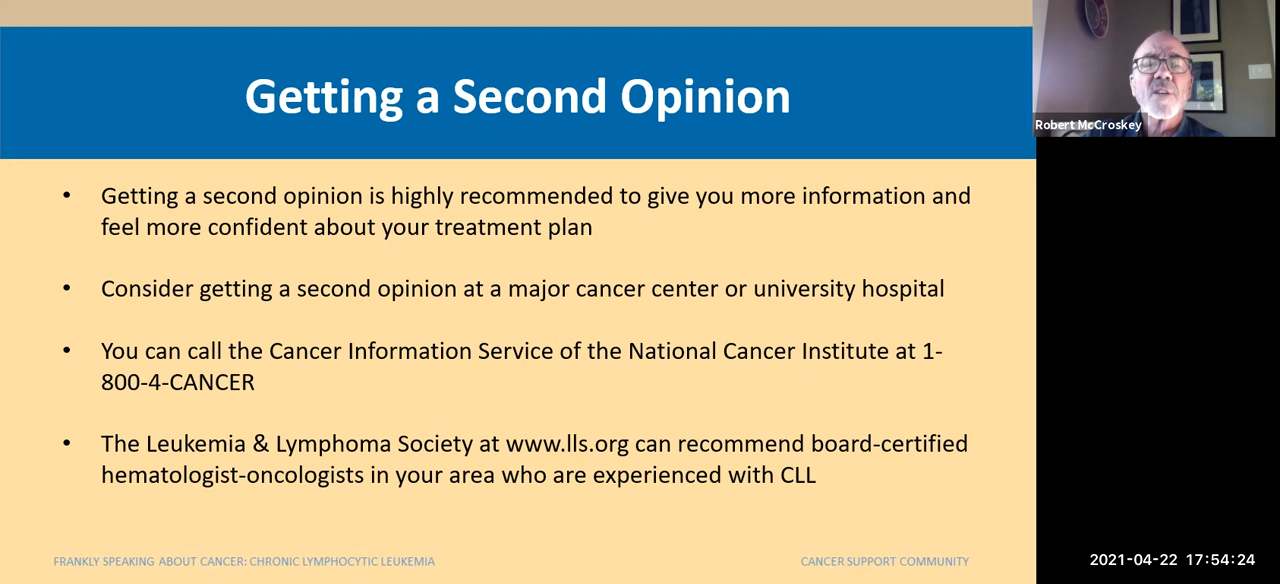 Getting a Second Opinion
Robert McCroskey
• Getting a second opinion is highly recommended to give you more information and
feel more confident about your treatment plan
• Consider getting a second opinion at a major cancer center or university hospital
• You can call the Cancer Information Service of the National Cancer Institute at 1-
800-4-CANCER
• The Leukemia & Lymphoma Society at www.lls.org can recommend board-certified
hematologist-oncologists in your area who are experienced with CLL
FRANKLY SPEAKING ABOUT CANCER: CHRONIC LYMPHOCYTIC LEUKEMIA
CANCER SUPPORT COMMUNITY
2021-04-22 17:54:24